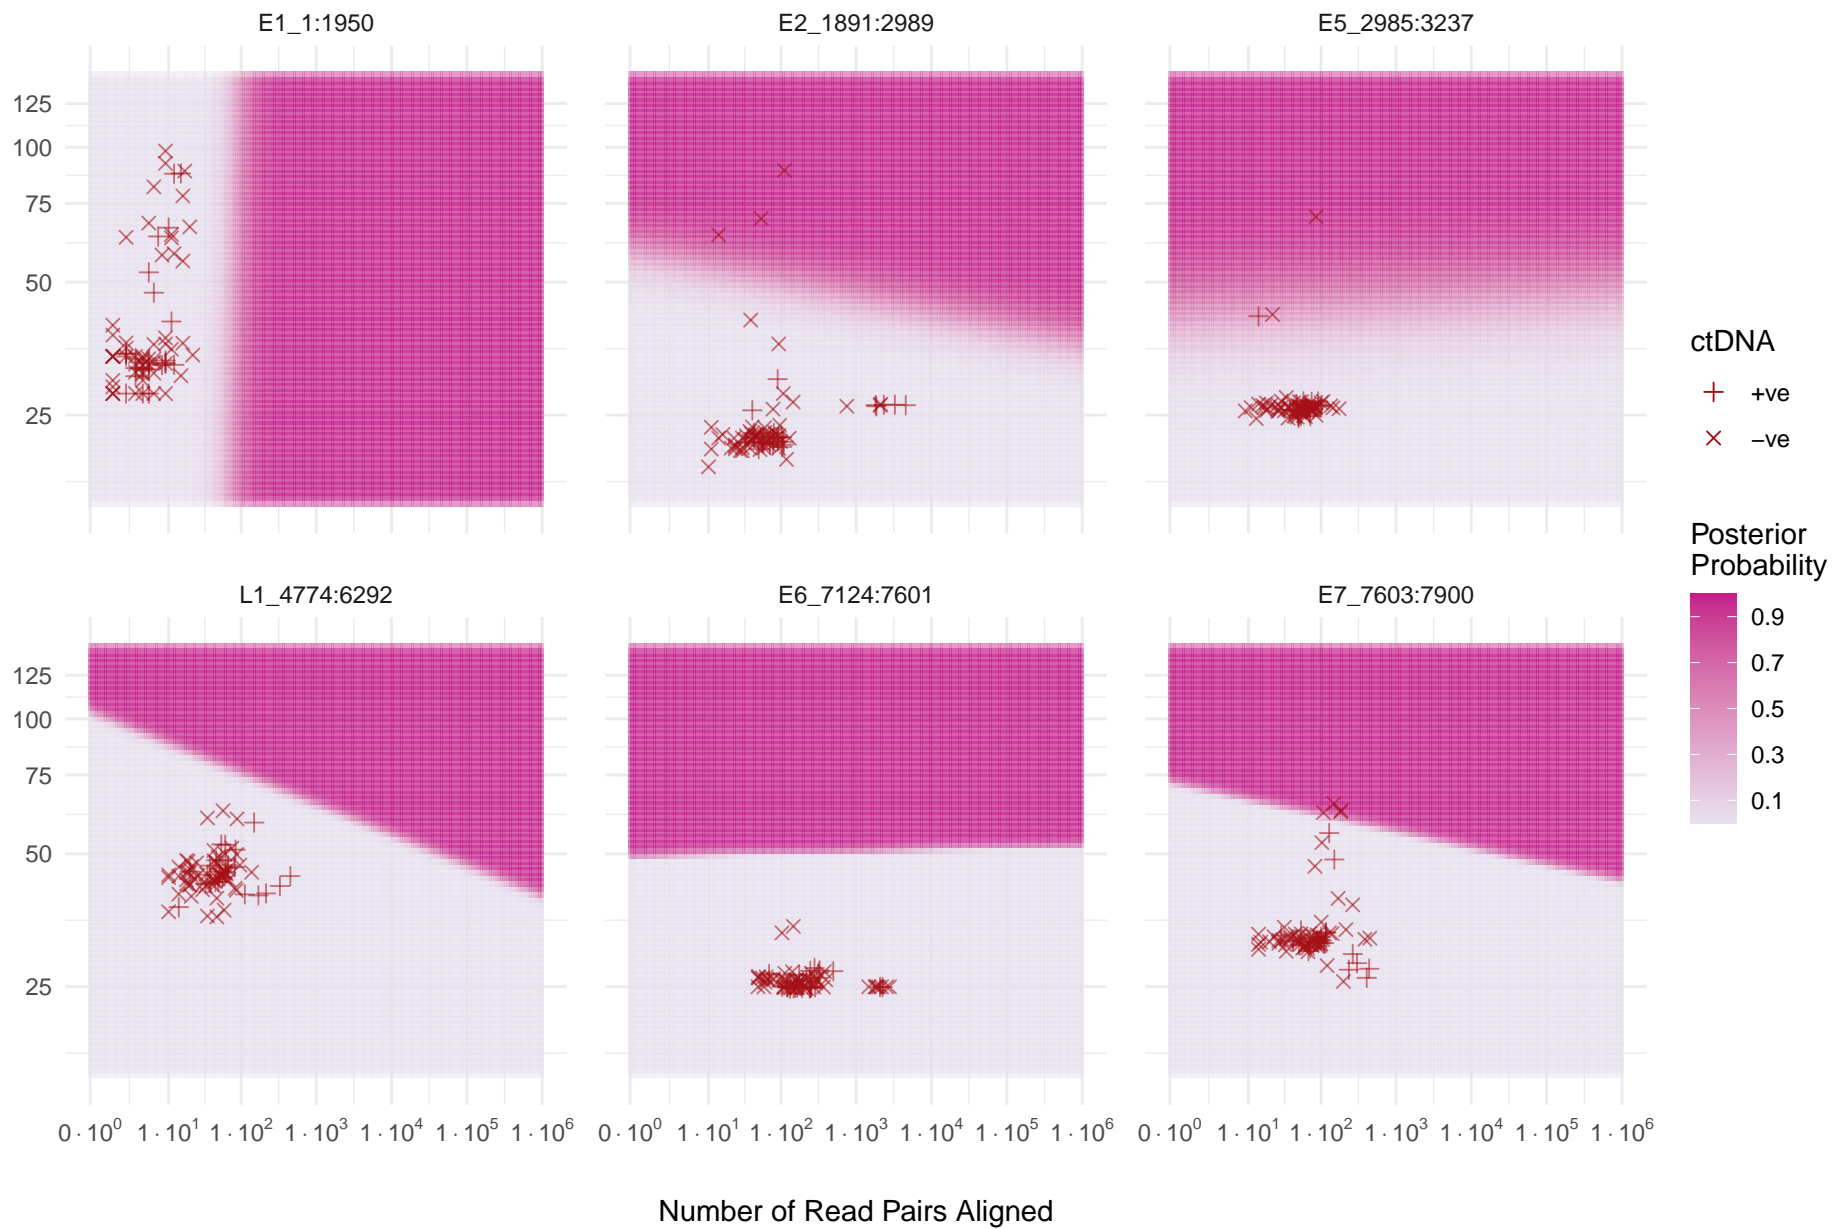 E1_1:1950 E2_1891:2989 E5_2985:3237
125
100
75
50
25
ctDNA
+ve
−ve
Posterior
Probability
0.9
0.7
0.5
0.3
0.1
L1_4774:6292 E6_7124:7601 E7_7603:7900
125
100
75
50
25
0·10⁰ 1·10¹ 1·10² 1·10³ 1·10⁴ 1·10⁵ 1·10⁶ 0·10⁰ 1·10¹ 1·10² 1·10³ 1·10⁴ 1·10⁵ 1·10⁶ 0·10⁰ 1·10¹ 1·10² 1·10³ 1·10⁴ 1·10⁵ 1·10⁶
Number of Read Pairs Aligned